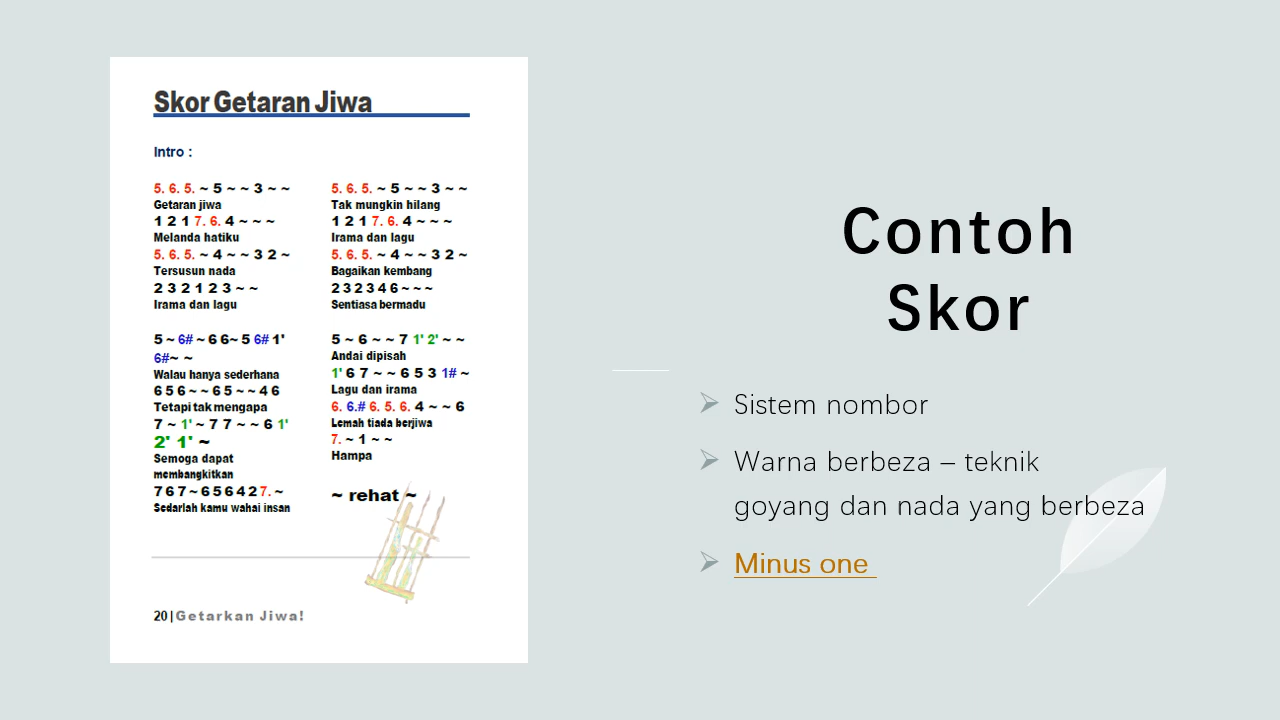 Skor Getaran Jiwa
Intro :
5. 6. 5. ~ 5 ~ ~ 3 ~ ~
Getaran jiwa
1 2 1 7. 6. 4 ~ ~ ~
Melanda hatiku
5. 6. 5. ~ 4 ~ ~ 3 2 ~
Tersusun nada
2 3 2 1 2 3 ~ ~
Irama dan lagu
5 ~ 6# ~ 6 6~ 5 6# 1'
6#~ ~
Walau hanya sederhana
6 5 6 ~ ~ 6 5 ~ ~ 4 6
Tetapi tak mengapa
7 ~ 1' ~ 7 7 ~ ~ 6 1'
2' 1' ~
Semoga dapat
membangkitkan
7 6 7 ~ 6 5 6 4 2 7. ~
Sedarlah kamu wahai insan
5. 6. 5. ~ 5 ~ ~ 3 ~ ~
Tak mungkin hilang
1 2 1 7. 6. 4 ~ ~ ~
Irama dan lagu
5. 6. 5. ~ 4 ~ ~ 3 2 ~
Bagaikan kembang
2 3 2 3 4 6 ~ ~ ~
Sentiasa bermadu
5 ~ 6 ~ ~ 7 1' 2' ~ ~
Andai dipisah
1' 6 7 ~ ~ 6 5 3 1# ~
Lagu dan irama
6. 6.# 6. 5. 6. 4 ~ ~ 6
Lemah tiada berjiwa
7. ~ 1 ~ ~
Hampa
~ rehat ~
20|Getarkan Jiwa!
Contoh
Skor
Sistem nombor
Warna berbeza – teknik
goyang dan nada yang berbeza
Minus one